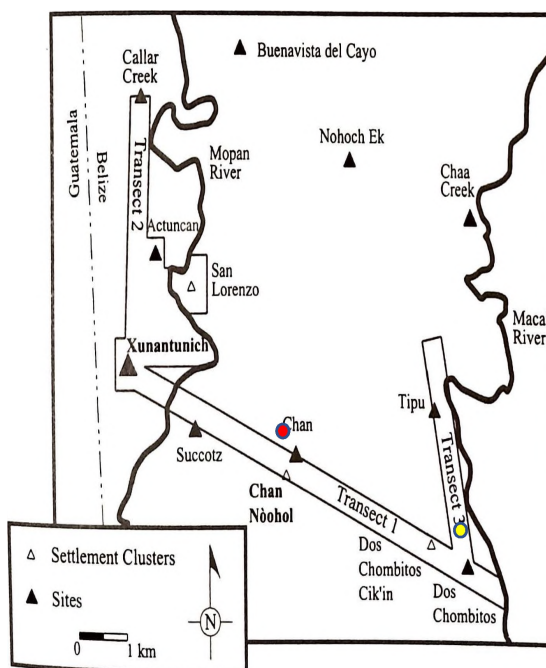 Callar
Creek
Buenavista del Cayo
Guatemala
Belize
Transect 2
Mopan
River
Nohoch Ek
Chaa
Creek
Actuncan
San
Lorenzo
Xunantunich
Maca
River
Tipu
Chan
Succotz
Chan
Nòohol
Transect 1
Transect 3
Dos
Chombitos
Cik'in
Dos
Chombitos
Settlement Clusters
Sites
0 1 km
N